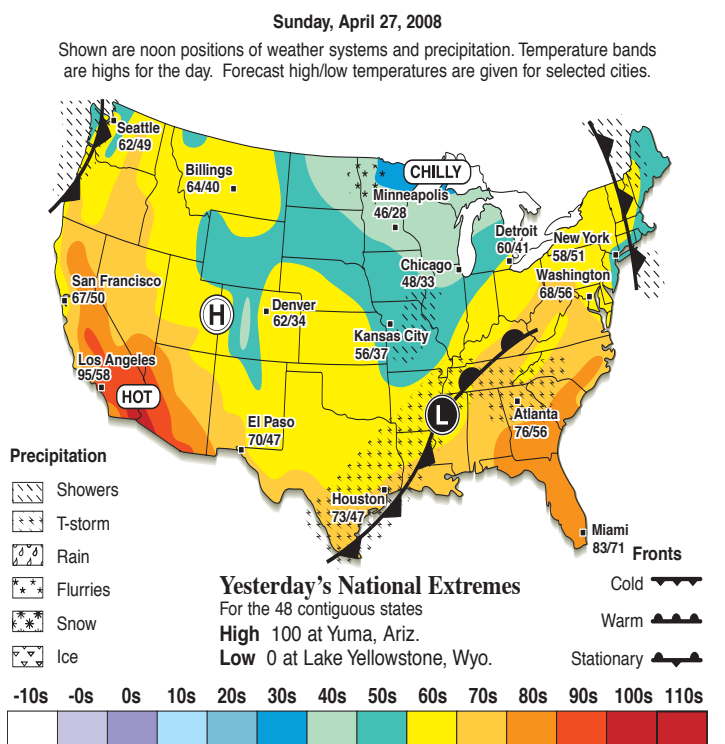 Sunday, April 27, 2008
Shown are noon positions of weather systems and precipitation. Temperature bands
are highs for the day. Forecast high/low temperatures are given for selected cities.
Seattle
62/49
Billings
64/40
CHILLY
Minneapolis
46/28
Detroit
60/41
New York
58/51
Chicago
48/33
Washington
68/56
San Francisco
67/50
H
Denver
62/34
Kansas City
56/37
Los Angeles
95/58
HOT
L
Atlanta
76/56
El Paso
70/47
Houston
73/47
Miami
83/71
Precipitation
Showers
T-storm
Rain
Flurries
Snow
Ice
Yesterday's National Extremes
For the 48 contiguous states
High 100 at Yuma, Ariz.
Low 0 at Lake Yellowstone, Wyo.
Fronts
Cold
Warm
Stationary
-10s -0s 0s 10s 20s 30s 40s 50s 60s 70s 80s 90s 100s 110s